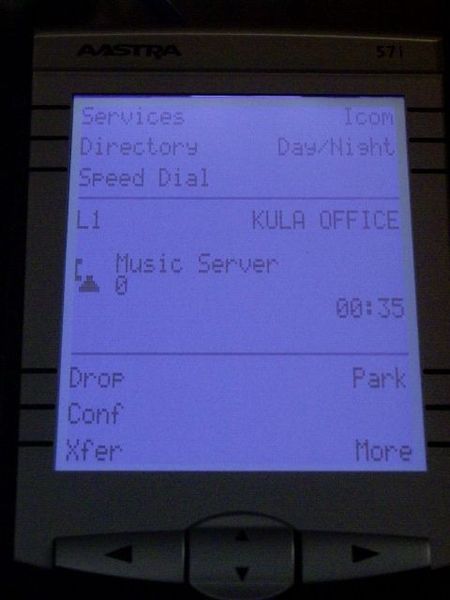 AASTRA 57i
Services Icom
Directory Day/Night
Speed Dial
L1 KULA OFFICE
Music Server
0
00:35
Drop Park
Conf
Xfer More